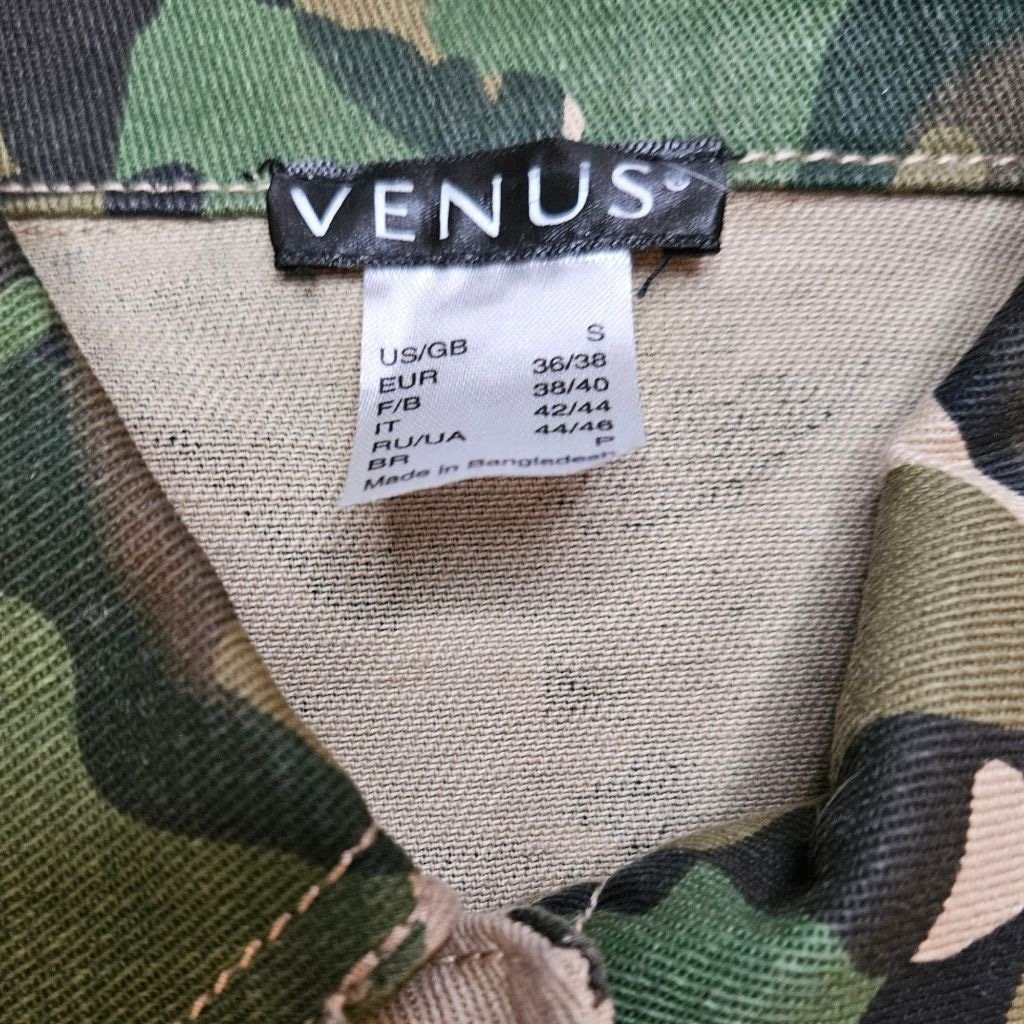 VENUS®
US/GB S
EUR 36/38
F/B 38/40
IT 42/44
RU/UA 44/46
BR P
Made in Bangladesh